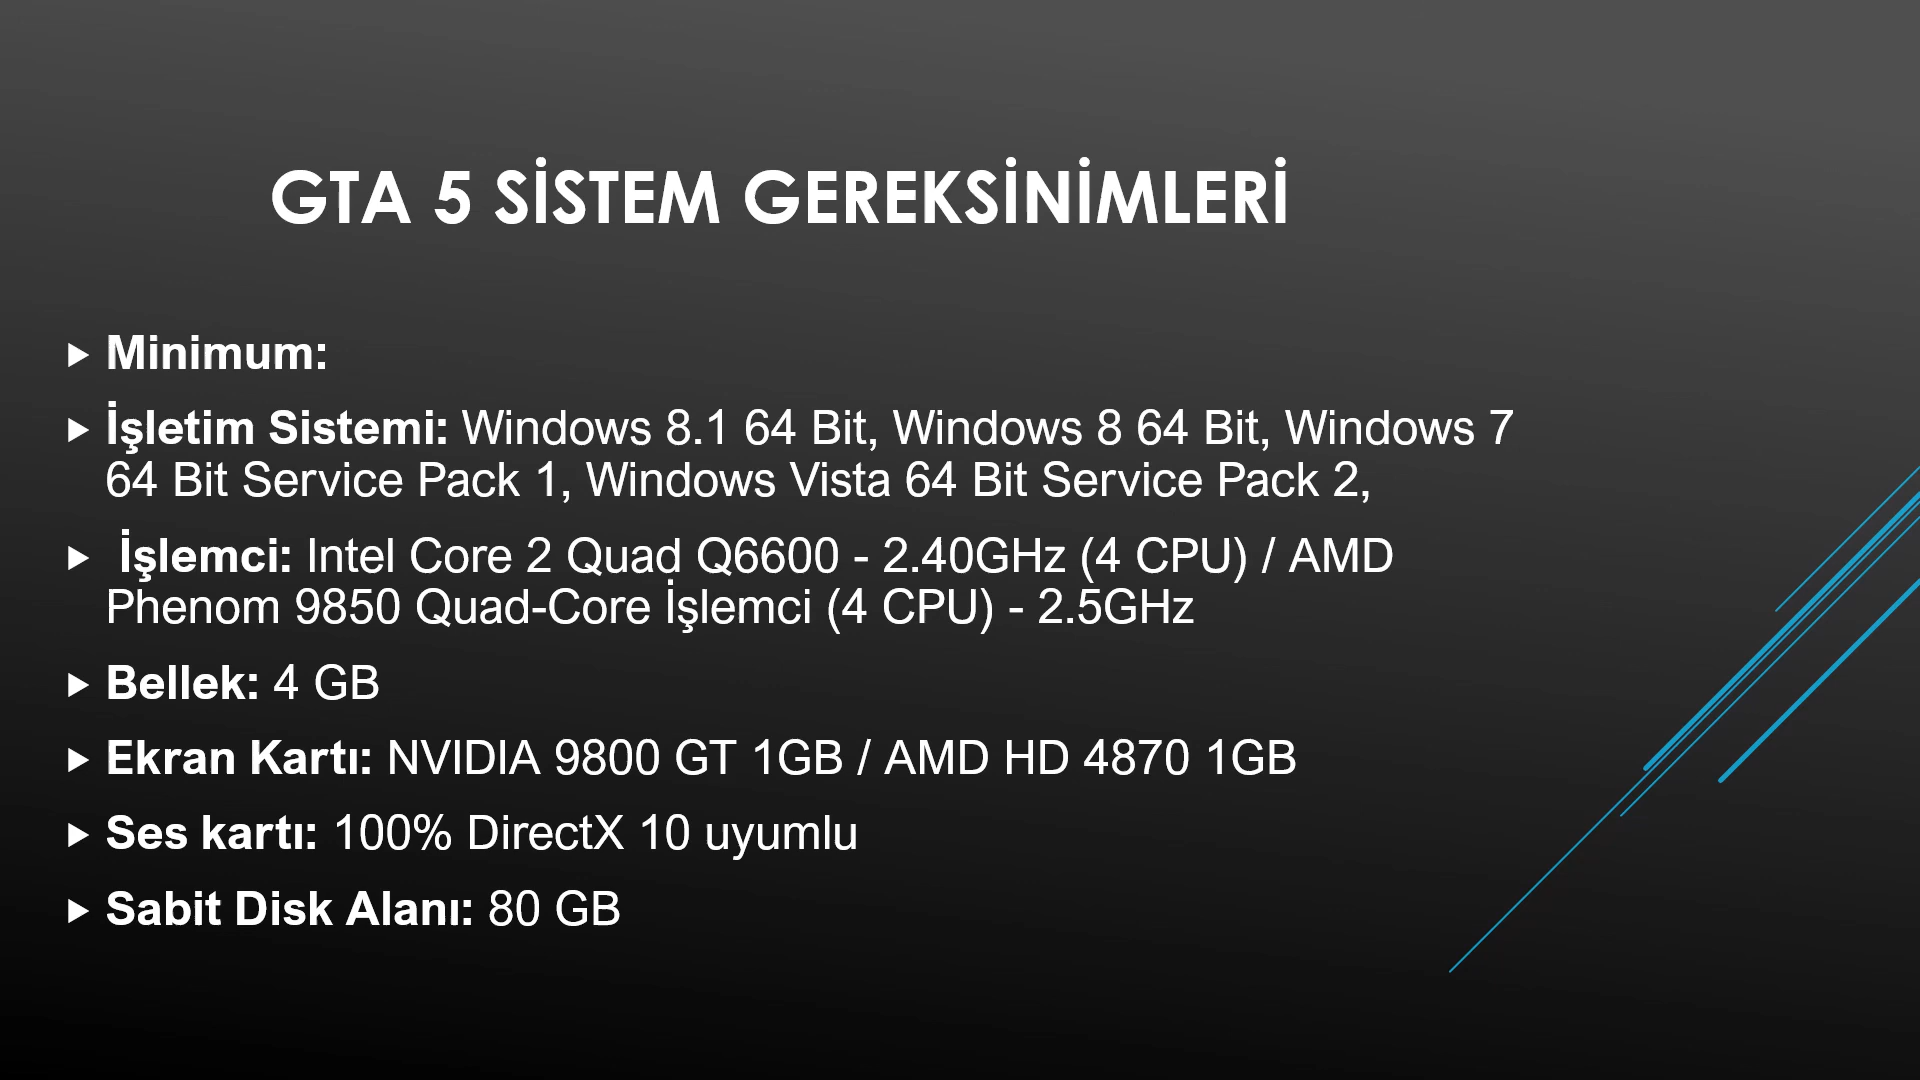 GTA 5 SİSTEM GEREKSİNİMLERİ
Minimum:
İşletim Sistemi: Windows 8.1 64 Bit, Windows 8 64 Bit, Windows 7
64 Bit Service Pack 1, Windows Vista 64 Bit Service Pack 2,
İşlemci: Intel Core 2 Quad Q6600 - 2.40GHz (4 CPU) / AMD
Phenom 9850 Quad-Core İşlemci (4 CPU) - 2.5GHz
Bellek: 4 GB
Ekran Kartı: NVIDIA 9800 GT 1GB / AMD HD 4870 1GB
Ses kartı: 100% DirectX 10 uyumlu
Sabit Disk Alanı: 80 GB